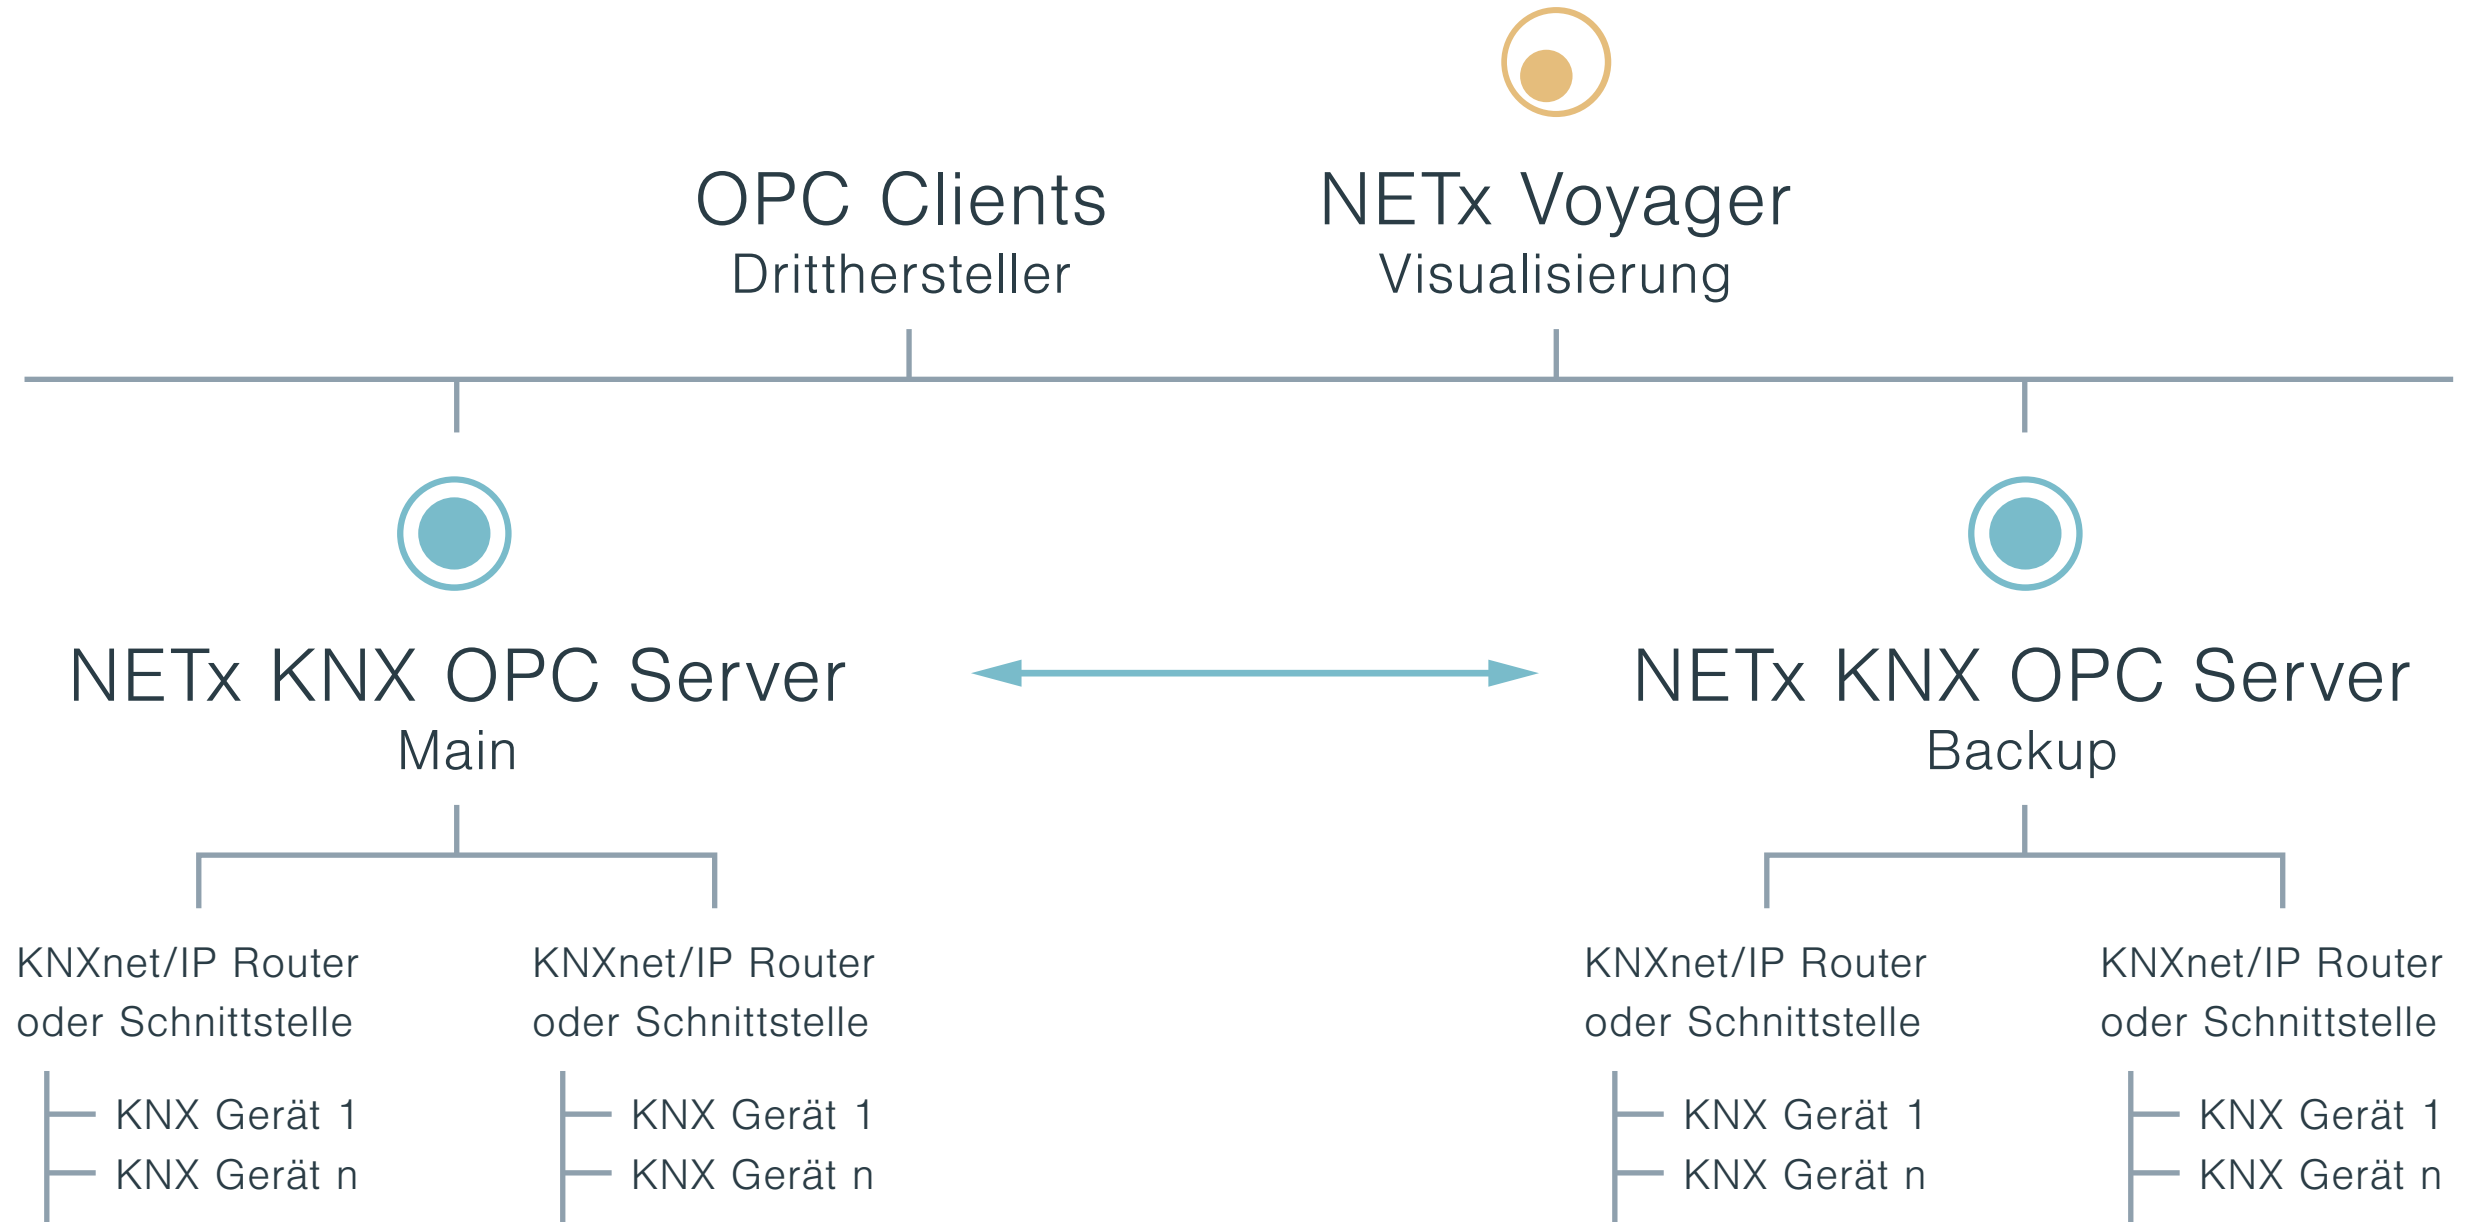 OPC Clients
Dritthersteller
NETx Voyager
Visualisierung
NETx KNX OPC Server
Main
NETx KNX OPC Server
Backup
KNXnet/IP Router
oder Schnittstelle
KNX Gerät 1
KNX Gerät n
KNXnet/IP Router
oder Schnittstelle
KNX Gerät 1
KNX Gerät n
KNXnet/IP Router
oder Schnittstelle
KNX Gerät 1
KNX Gerät n
KNXnet/IP Router
oder Schnittstelle
KNX Gerät 1
KNX Gerät n